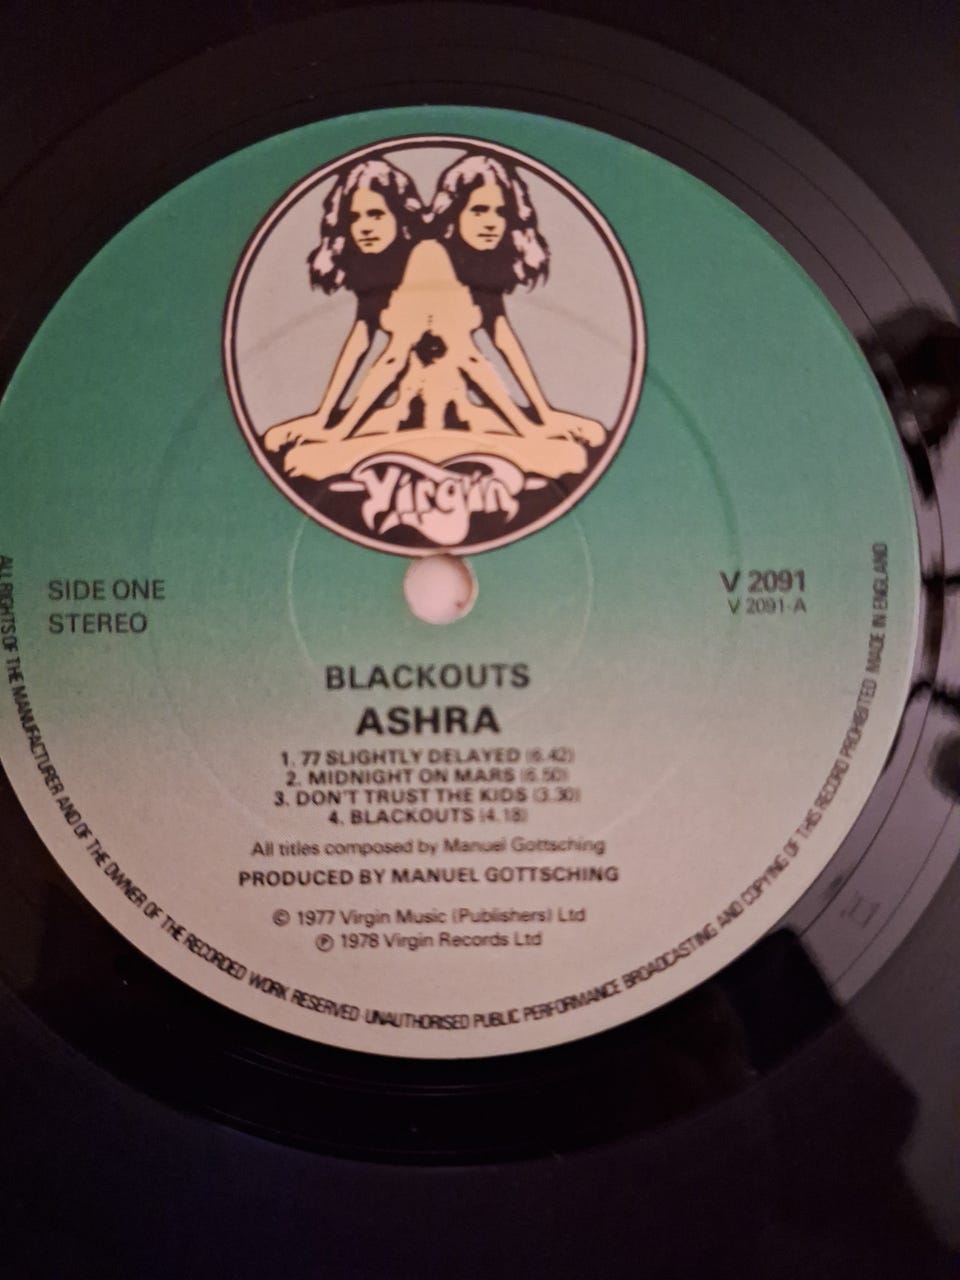 Virgin
SIDE ONE
STEREO
V 2091
V 2091-A
BLACKOUTS
ASHRA
1. 77 SLIGHTLY DELAYED (6.42)
2. MIDNIGHT ON MARS (6.50)
3. DON'T TRUST THE KIDS (3.30)
4. BLACKOUTS (4.18)
All titles composed by Manuel Gottsching
PRODUCED BY MANUEL GOTTSCHING
© 1977 Virgin Music (Publishers) Ltd
℗ 1978 Virgin Records Ltd
ALL RIGHTS OF THE MANUFACTURER AND OF THE OWNER OF THE RECORDED WORK RESERVED·UNAUTHORISED PUBLIC PERFORMANCE BROADCASTING AND COPYING OF THIS RECORD PROHIBITED MADE IN ENGLAND